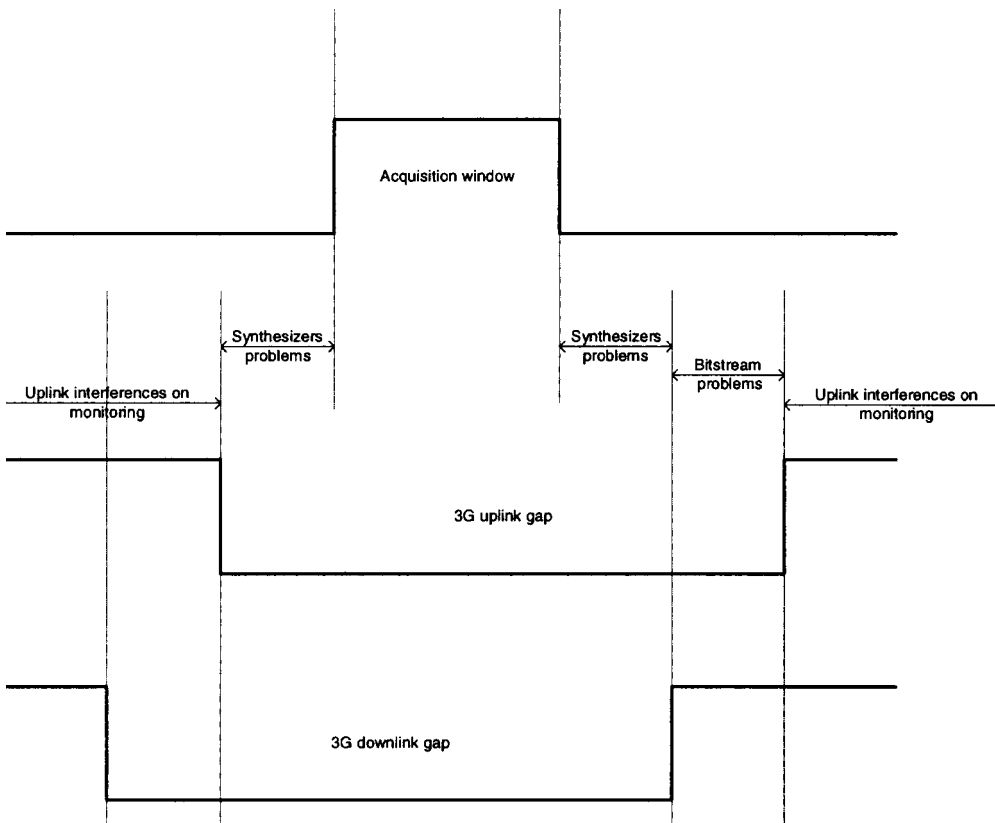 Acquisition window
Synthesizers
problems
Synthesizers
problems
Bitstream
problems
Uplink interferences on
monitoring
Uplink interferences on
monitoring
3G uplink gap
3G downlink gap